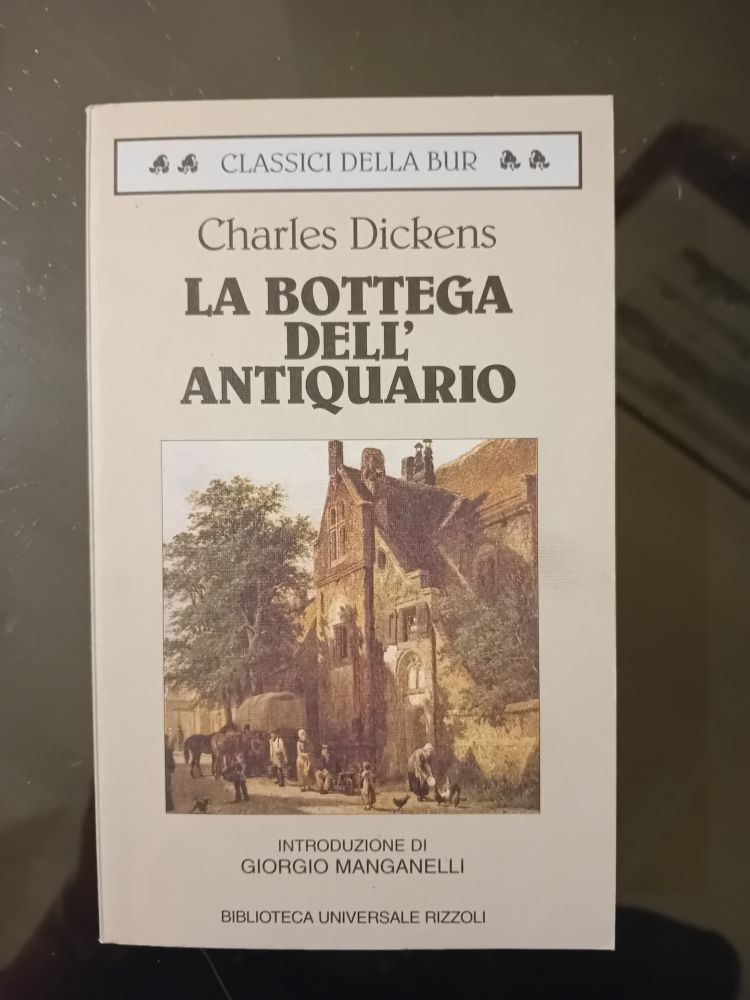 CLASSICI DELLA BUR
Charles Dickens
LA BOTTEGA
DELL'
ANTIQUARIO
INTRODUZIONE DI
GIORGIO MANGANELLI
BIBLIOTECA UNIVERSALE RIZZOLI